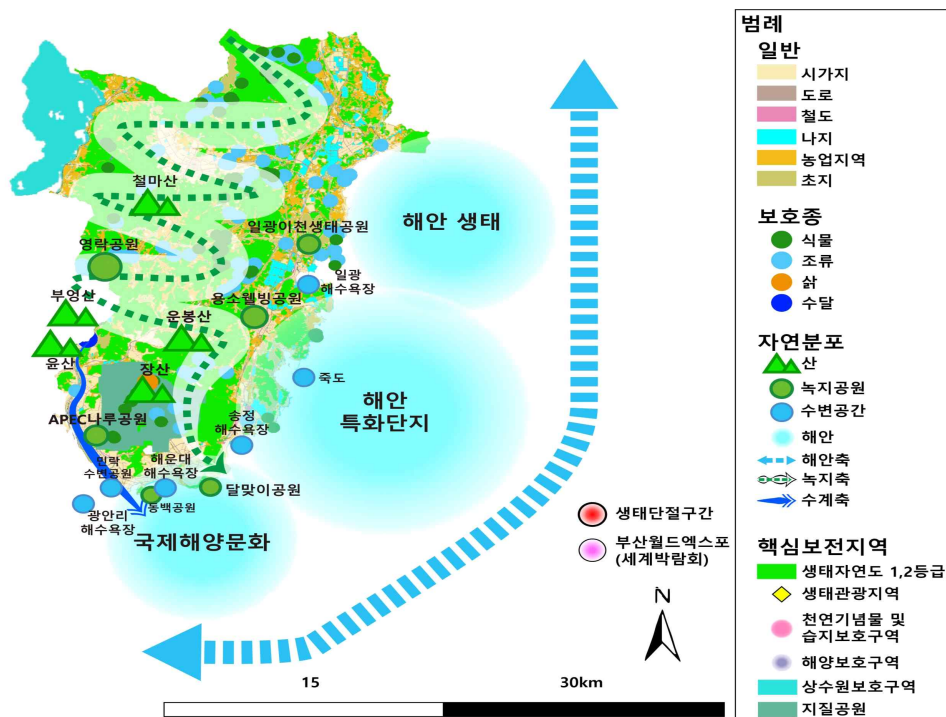 철마산
영락공원
일광이천생태공원
해안 생태
일광
해수욕장
부엉산
용소웰빙공원
운봉산
윤산
장산
죽도
해안
특화단지
APEC나루공원
송정
해수욕장
민락
수변공원
해운대
해수욕장
달맞이공원
동백공원
광안리
해수욕장
국제해양문화
생태단절구간
부산월드엑스포
(세계박람회)
N
15
30km
범례
일반
시가지
도로
철도
나지
농업지역
초지
보호종
식물
조류
삵
수달
자연분포
산
녹지공원
수변공간
해안
해안축
녹지축
수계축
핵심보전지역
생태자연도 1,2등급
생태관광지역
천연기념물 및
습지보호구역
해양보호구역
상수원보호구역
지질공원